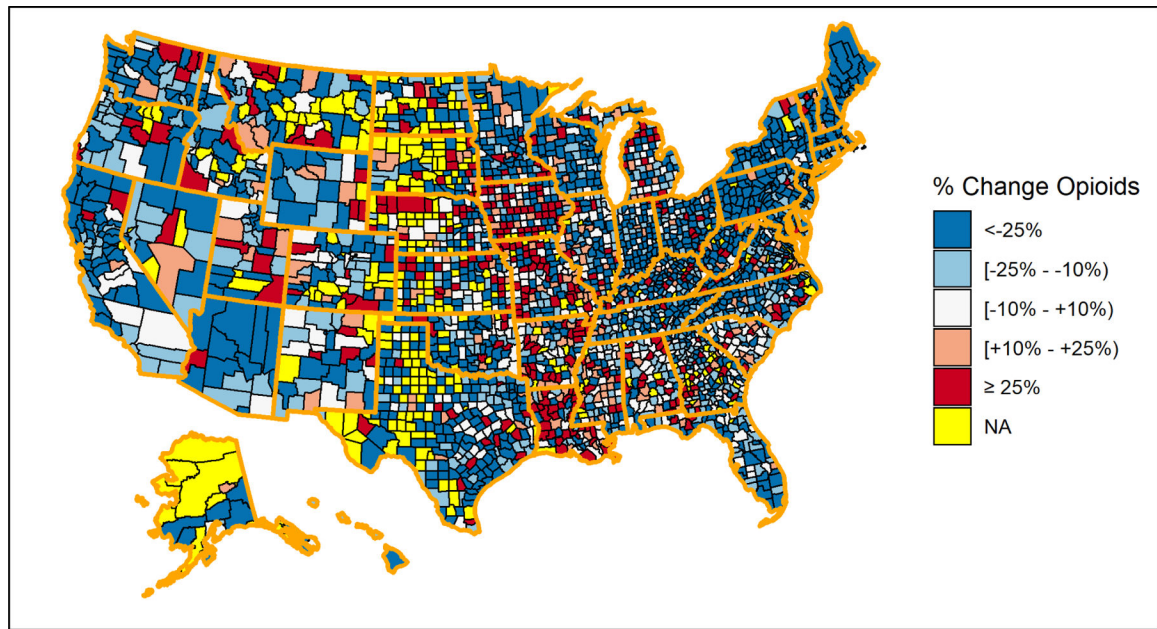 % Change Opioids
<-25%
[-25% - -10%)
[-10% - +10%)
[+10% - +25%)
≥ 25%
NA